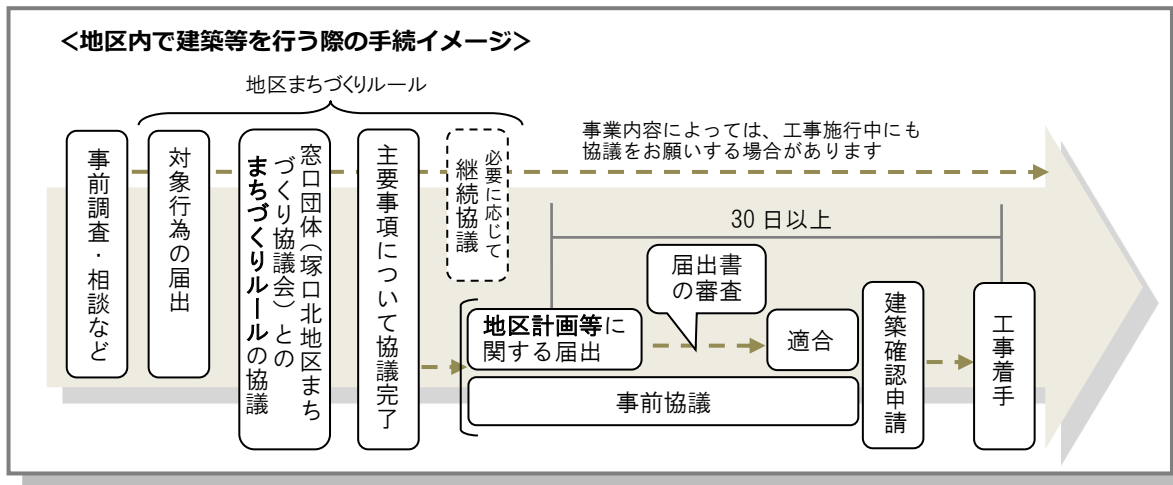 ＜地区内で建築等を行う際の手続イメージ＞
地区まちづくりルール
事前調査・相談など
対象行為の届出
窓口団体（塚口北地区まち
づくり協議会）との
まちづくりルールの協議
主要事項について協議完了
必要に応じて
継続協議
事業内容によっては、工事施行中にも
協議をお願いする場合があります
30日以上
地区計画等に
関する届出
届出書
の審査
適合
事前協議
建築確認申請
工事着手